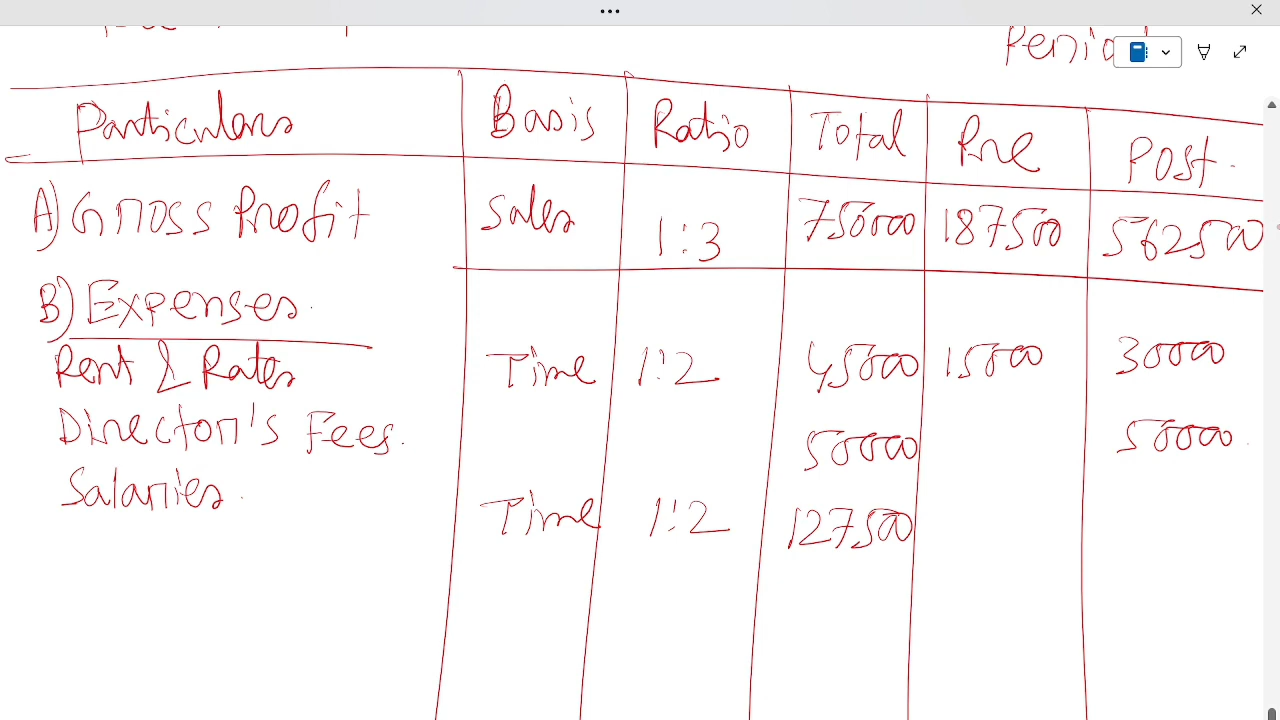 Period
Particulars Basis Ratio Total Pre Post
A) Gross Profit Sales 1:3 750000 187500 562500
B) Expenses
Rent & Rates Time 1:2 45000 15000 30000
Director's Fees 50000 50000
Salaries Time 1:2 127500